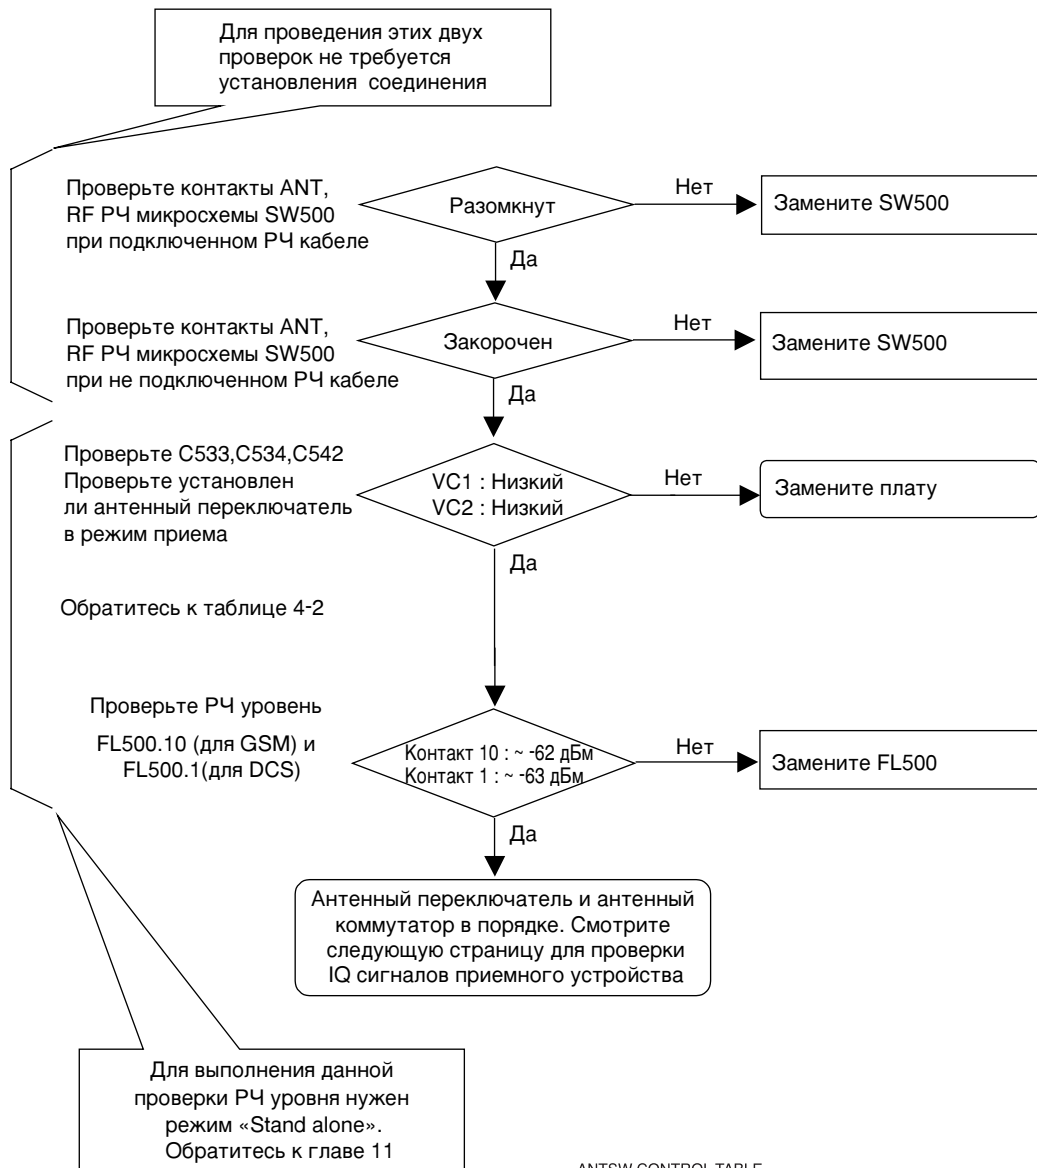 Для проведения этих двух
проверок не требуется
установления соединения
Проверьте контакты ANT,
RF РЧ микросхемы SW500
при подключенном РЧ кабеле
Разомкнут
Нет
Замените SW500
Да
Проверьте контакты ANT,
RF РЧ микросхемы SW500
при не подключенном РЧ кабеле
Закорочен
Нет
Замените SW500
Да
Проверьте C533,C534,C542
Проверьте установлен
ли антенный переключатель
в режим приема
VC1 : Низкий
VC2 : Низкий
Нет
Замените плату
Да
Обратитесь к таблице 4-2
Проверьте РЧ уровень
FL500.10 (для GSM) и
FL500.1(для DCS)
Контакт 10 : ~ -62 дБм
Контакт 1 : ~ -63 дБм
Нет
Замените FL500
Да
Антенный переключатель и антенный
коммутатор в порядке. Смотрите
следующую страницу для проверки
IQ сигналов приемного устройства
Для выполнения данной
проверки РЧ уровня нужен
режим «Stand alone».
Обратитесь к главе 11
ANTSW CONTROL TABLE